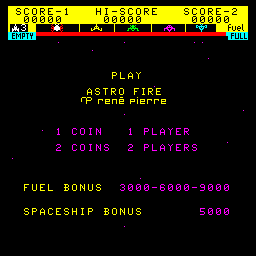 SCORE-1 HI-SCORE SCORE-2
00000 00000 00000
3 fuel
EMPTY FULL
PLAY
ASTRO FIRE
rené pierre
1 COIN 1 PLAYER
2 COINS 2 PLAYERS
FUEL BONUS 3000-6000-9000
SPACESHIP BONUS 5000